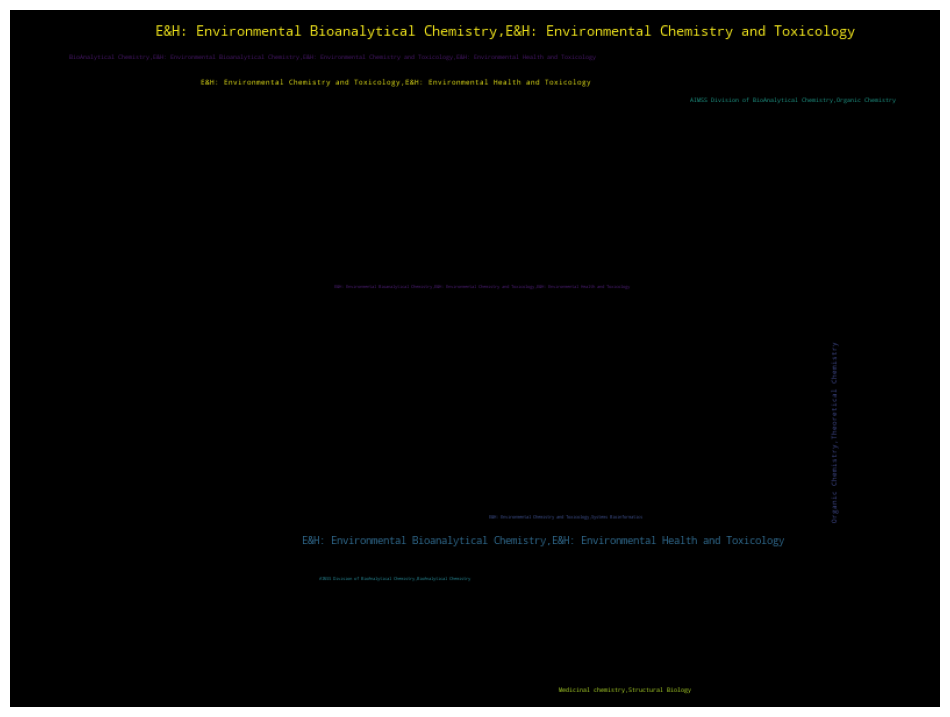 E&H: Environmental Bioanalytical Chemistry,E&H: Environmental Chemistry and Toxicology
BioAnalytical Chemistry,E&H: Environmental Bioanalytical Chemistry,E&H: Environmental Chemistry and Toxicology,E&H: Environmental Health and Toxicology
E&H: Environmental Chemistry and Toxicology,E&H: Environmental Health and Toxicology
AIMSS Division of BioAnalytical Chemistry,Organic Chemistry
E&H: Environmental Bioanalytical Chemistry,E&H: Environmental Chemistry and Toxicology,E&H: Environmental Health and Toxicology
Organic Chemistry,Theoretical Chemistry
E&H: Environmental Chemistry and Toxicology,Systems Bioinformatics
E&H: Environmental Bioanalytical Chemistry,E&H: Environmental Health and Toxicology
AIMSS Division of BioAnalytical Chemistry,BioAnalytical Chemistry
Medicinal chemistry,Structural Biology